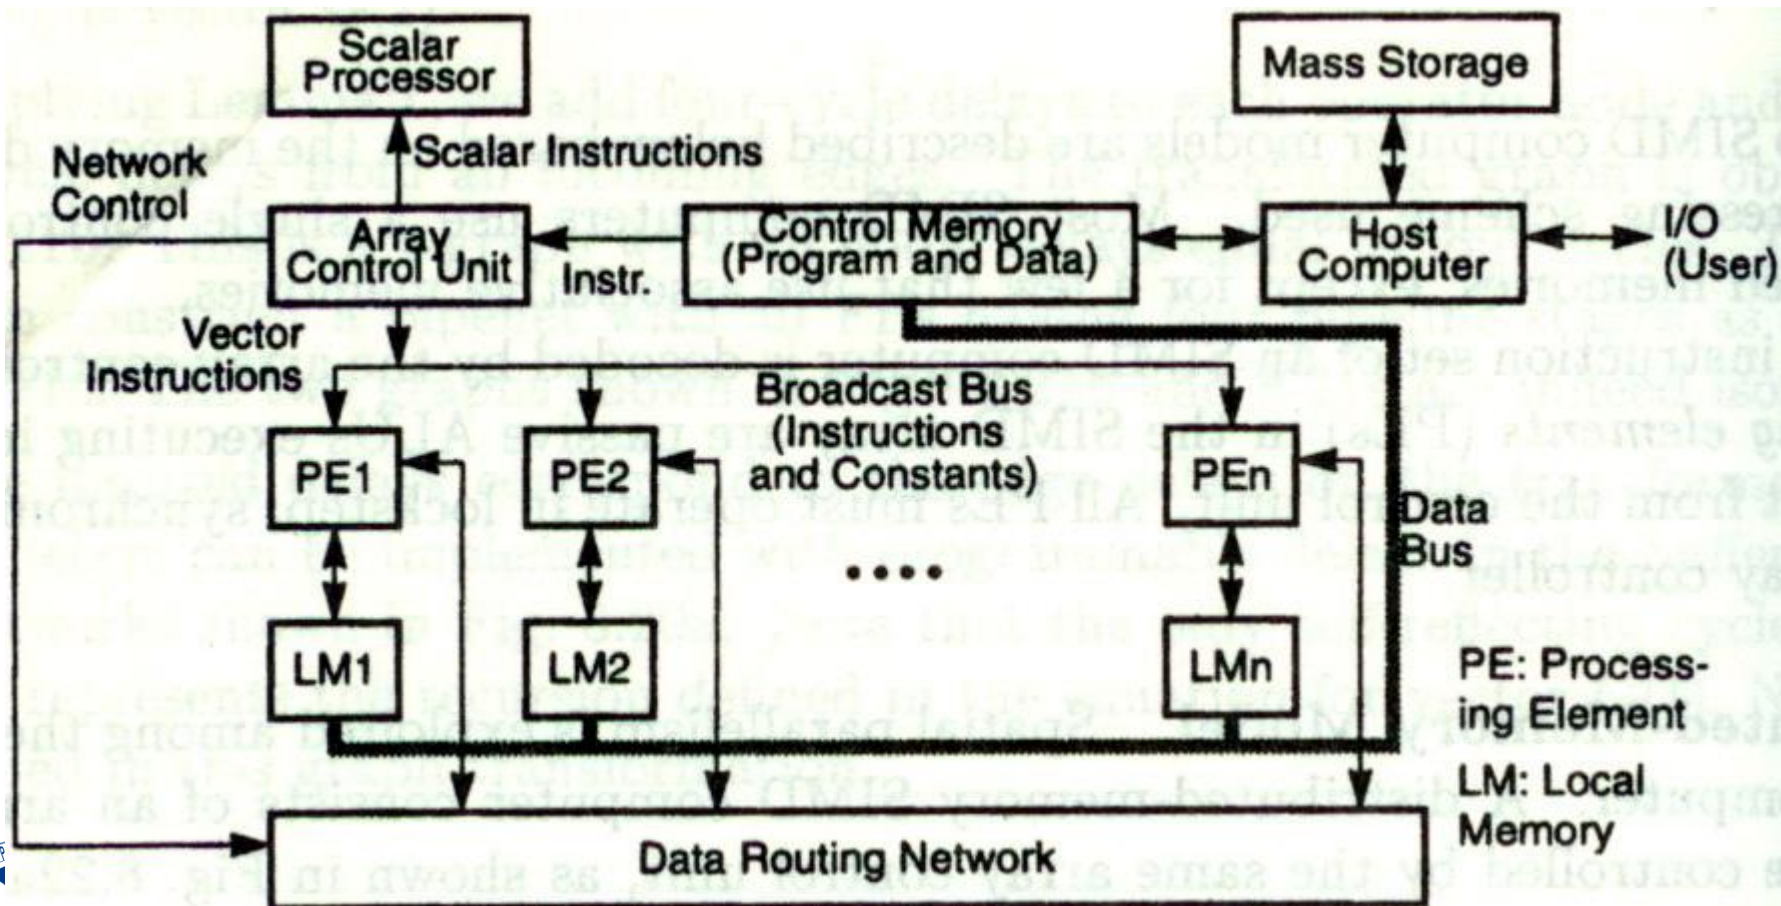 Scalar
Processor
Mass Storage
Network
Control
Scalar Instructions
Array
Control Unit
Instr.
Control Memory
(Program and Data)
Host
Computer
I/O
(User)
Vector
Instructions
Broadcast Bus
(Instructions
and Constants)
PE1
PE2
PEn
Data
Bus
LM1
LM2
LMn
PE: Process-
ing Element
LM: Local
Memory
Data Routing Network